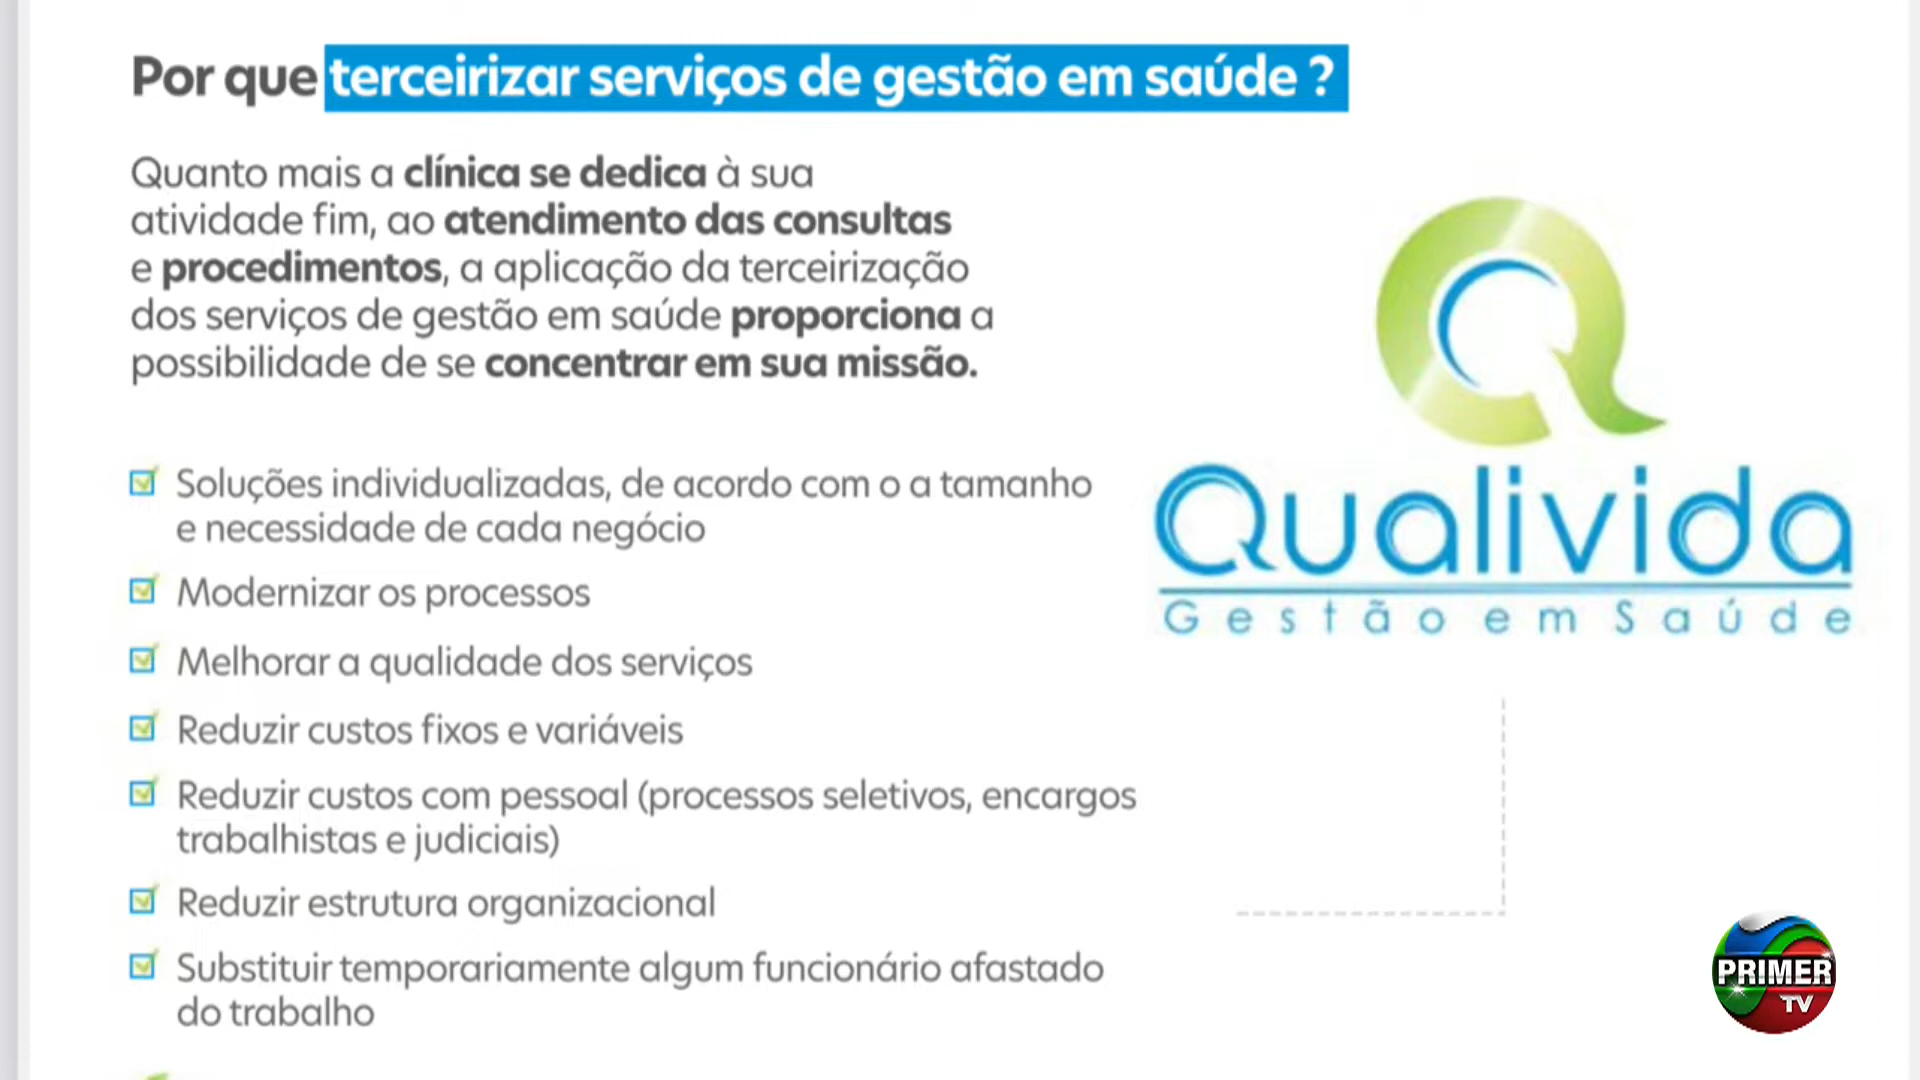 Por que terceirizar serviços de gestão em saúde ?
Quanto mais a clínica se dedica à sua
atividade fim, ao atendimento das consultas
e procedimentos, a aplicação da terceirização
dos serviços de gestão em saúde proporciona a
possibilidade de se concentrar em sua missão.
Soluções individualizadas, de acordo com o a tamanho
e necessidade de cada negócio
Modernizar os processos
Melhorar a qualidade dos serviços
Reduzir custos fixos e variáveis
Reduzir custos com pessoal (processos seletivos, encargos
trabalhistas e judiciais)
Reduzir estrutura organizacional
Substituir temporariamente algum funcionário afastado
do trabalho
Qualivida
Gestão em Saúde
PRIMER
TV